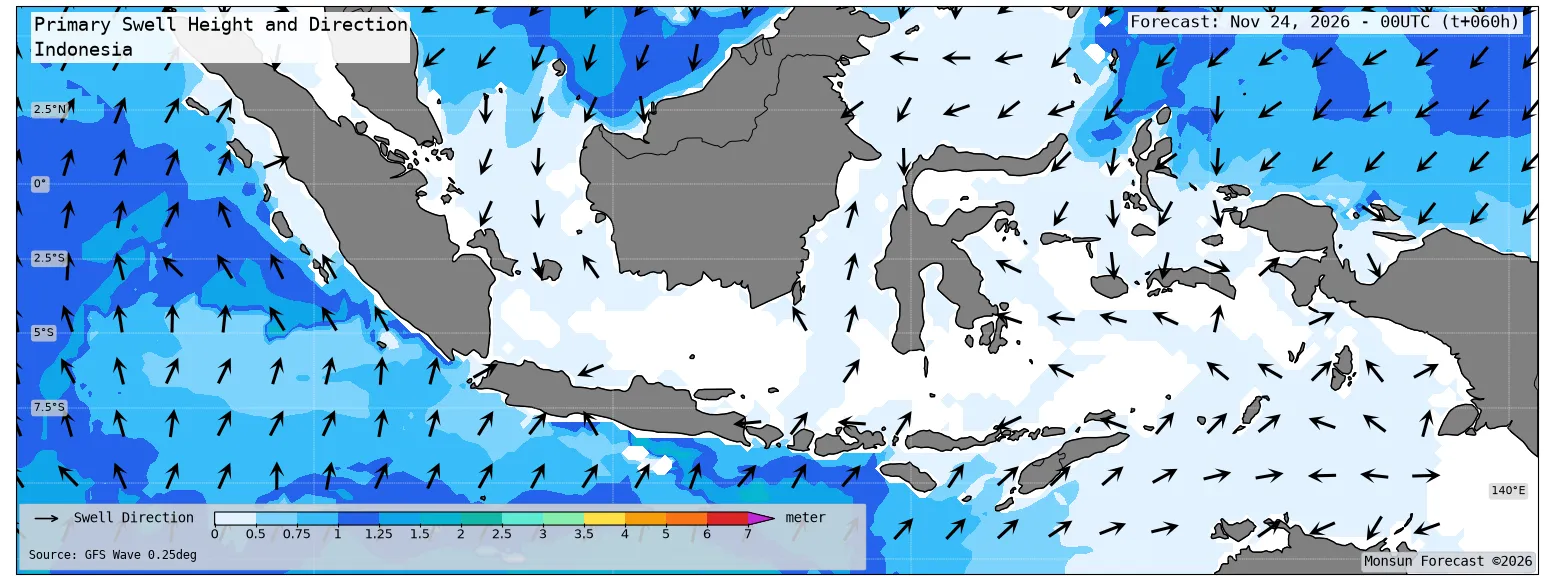 Primary Swell Height and Direction
Indonesia
Forecast: Nov 24, 2026 - 00UTC (t+060h)
2.5°N
0°
2.5°S
5°S
7.5°S
140°E
Swell Direction
0 0.5 0.75 1 1.25 1.5 2 2.5 3 3.5 4 5 6 7
meter
Source: GFS Wave 0.25deg
Monsun Forecast ©2026